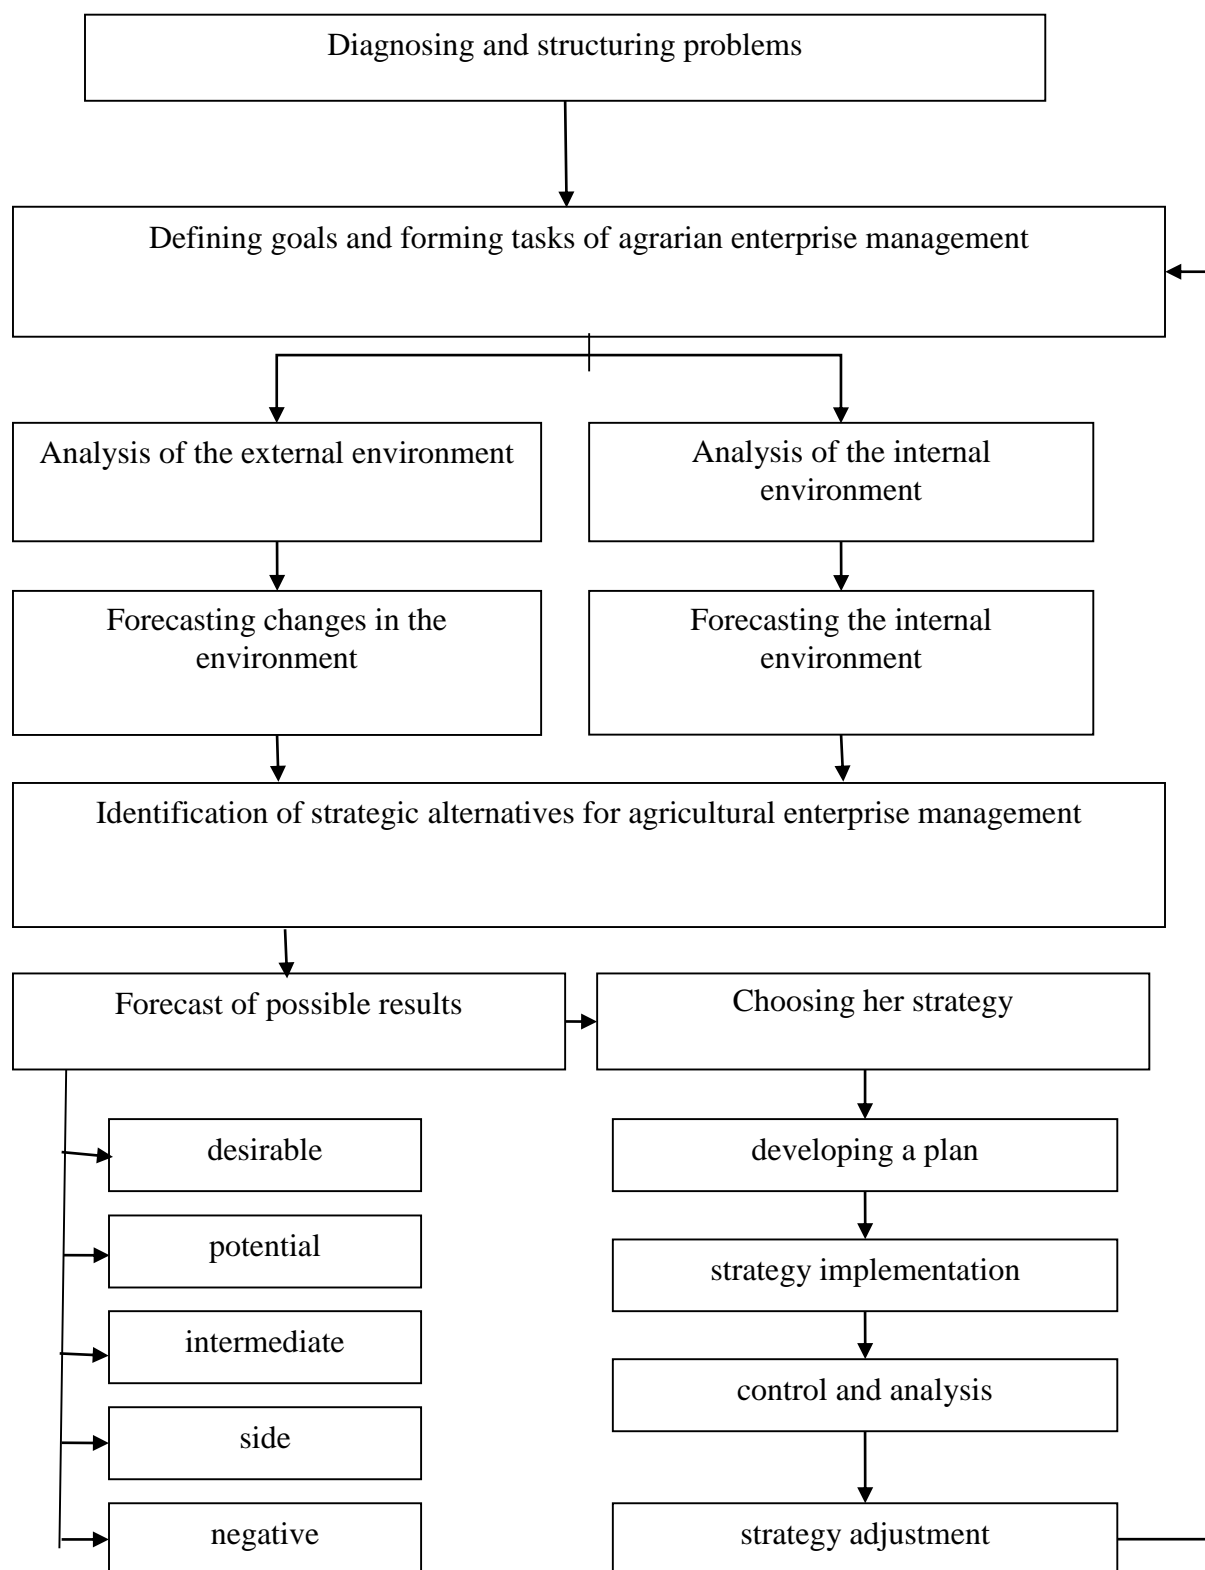 Diagnosing and structuring problems
Defining goals and forming tasks of agrarian enterprise management
Analysis of the external environment
Analysis of the internal
environment
Forecasting changes in the
environment
Forecasting the internal
environment
Identification of strategic alternatives for agricultural enterprise management
Forecast of possible results
Choosing her strategy
desirable
potential
intermediate
side
negative
developing a plan
strategy implementation
control and analysis
strategy adjustment